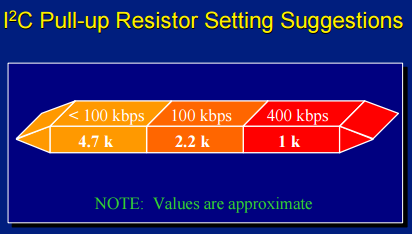 I²C Pull-up Resistor Setting Suggestions
< 100 kbps 100 kbps 400 kbps
4.7 k 2.2 k 1 k
NOTE: Values are approximate